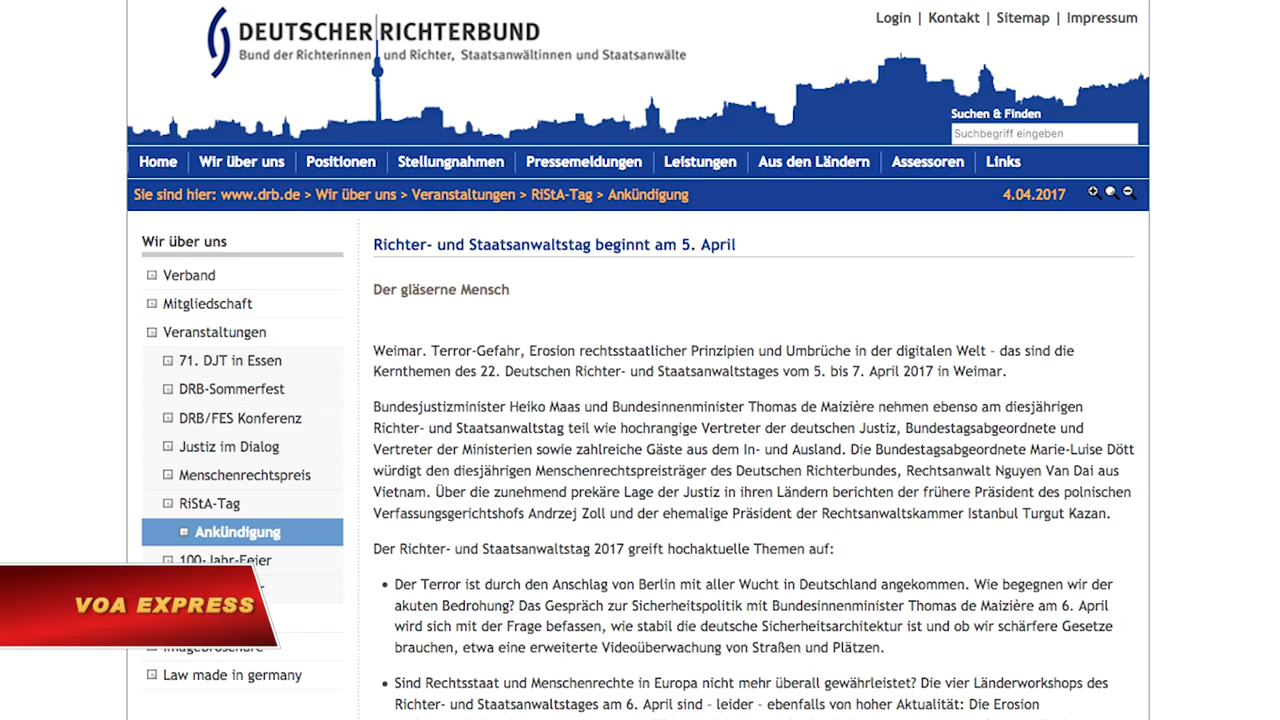 DEUTSCHER RICHTERBUND
Bund der Richterinnen und Richter, Staatsanwältinnen und Staatsanwälte
Login | Kontakt | Sitemap | Impressum
Suchen & Finden
Suchbegriff eingeben
Home Wir über uns Positionen Stellungnahmen Pressemeldungen Leistungen Aus den Ländern Assessoren Links
Sie sind hier: www.drb.de > Wir über uns > Veranstaltungen > RiStA-Tag > Ankündigung 4.04.2017
Wir über uns
Verband
Mitgliedschaft
Veranstaltungen
71. DJT in Essen
DRB-Sommerfest
DRB/FES Konferenz
Justiz im Dialog
Menschenrechtspreis
RiStA-Tag
Ankündigung
100-Jahr-Feier
VOA EXPRESS
Imagebroschüre
Law made in germany
Richter- und Staatsanwaltstag beginnt am 5. April
Der gläserne Mensch
Weimar. Terror-Gefahr, Erosion rechtsstaatlicher Prinzipien und Umbrüche in der digitalen Welt - das sind die
Kernthemen des 22. Deutschen Richter- und Staatsanwaltstages vom 5. bis 7. April 2017 in Weimar.
Bundesjustizminister Heiko Maas und Bundesinnenminister Thomas de Maizière nehmen ebenso am diesjährigen
Richter- und Staatsanwaltstag teil wie hochrangige Vertreter der deutschen Justiz, Bundestagsabgeordnete und
Vertreter der Ministerien sowie zahlreiche Gäste aus dem In- und Ausland. Die Bundestagsabgeordnete Marie-Luise Dött
würdigt den diesjährigen Menschenrechtspreisträger des Deutschen Richterbundes, Rechtsanwalt Nguyen Van Dai aus
Vietnam. Über die zunehmend prekäre Lage der Justiz in ihren Ländern berichten der frühere Präsident des polnischen
Verfassungsgerichtshofs Andrzej Zoll und der ehemalige Präsident der Rechtsanwaltskammer Istanbul Turgut Kazan.
Der Richter- und Staatsanwaltstag 2017 greift hochaktuelle Themen auf:
• Der Terror ist durch den Anschlag von Berlin mit aller Wucht in Deutschland angekommen. Wie begegnen wir der
akuten Bedrohung? Das Gespräch zur Sicherheitspolitik mit Bundesinnenminister Thomas de Maizière am 6. April
wird sich mit der Frage befassen, wie stabil die deutsche Sicherheitsarchitektur ist und ob wir schärfere Gesetze
brauchen, etwa eine erweiterte Videoüberwachung von Straßen und Plätzen.
• Sind Rechtsstaat und Menschenrechte in Europa nicht mehr überall gewährleistet? Die vier Länderworkshops des
Richter- und Staatsanwaltstages am 6. April sind - leider - ebenfalls von hoher Aktualität: Die Erosion